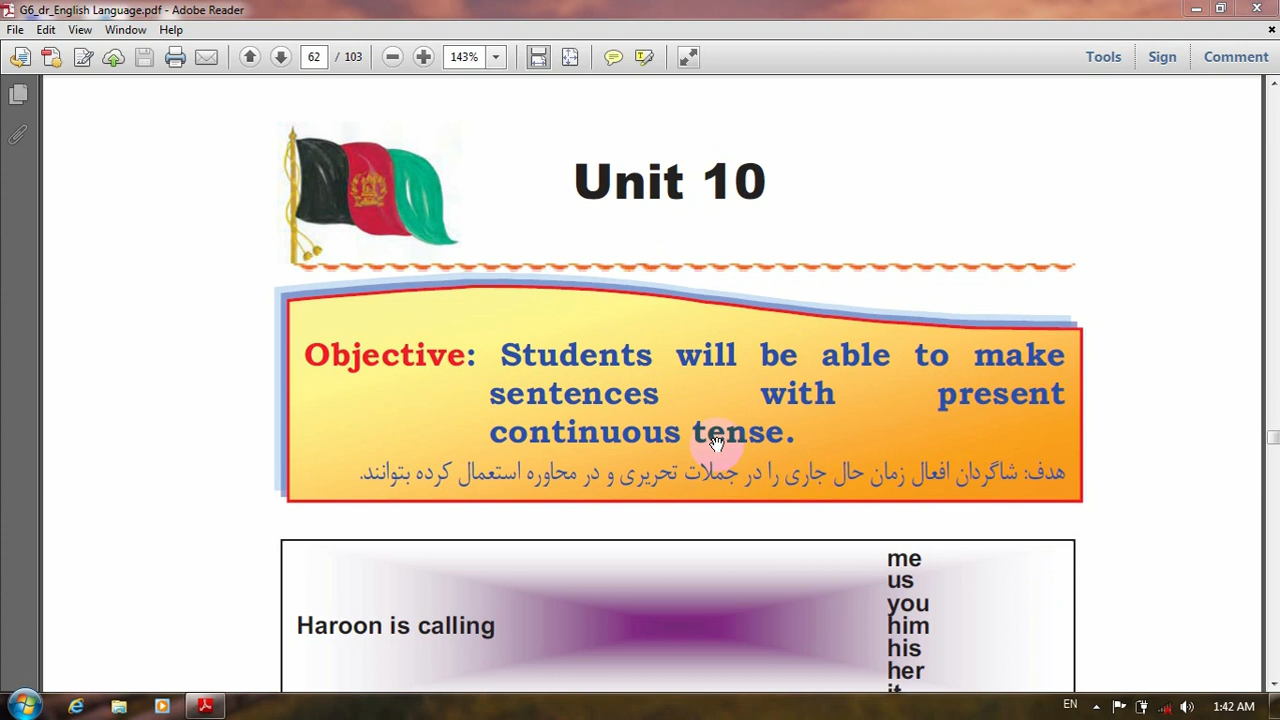 G6_dr_English Language.pdf - Adobe Reader
File Edit View Window Help
62 / 103 143% Tools Sign Comment
Unit 10
Objective: Students will be able to make
sentences with present
continuous tense.
هدف: شاگردان افعال زمان حال جاری را در جملات تحریری و در محاوره استعمال کرده بتوانند.
me
us
you
Haroon is calling him
his
her
it
EN 1:42 AM